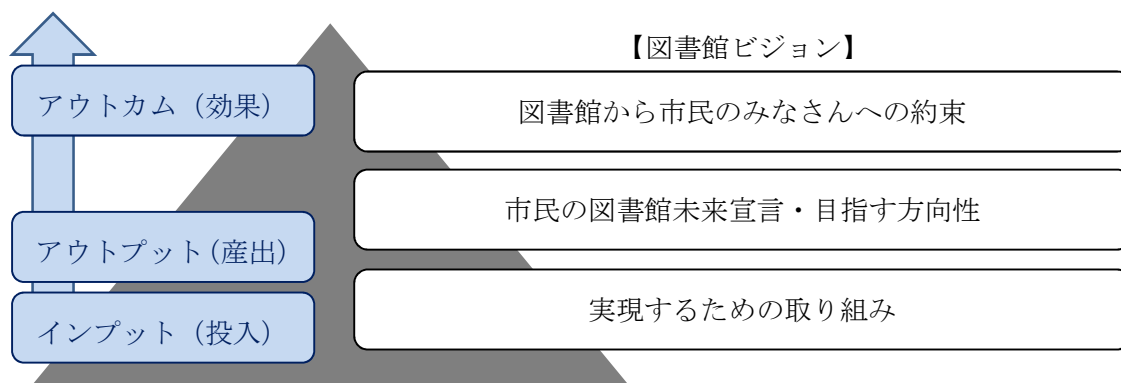 【図書館ビジョン】
アウトカム（効果）
図書館から市民のみなさんへの約束
市民の図書館未来宣言・目指す方向性
アウトプット（産出）
実現するための取り組み
インプット（投入）